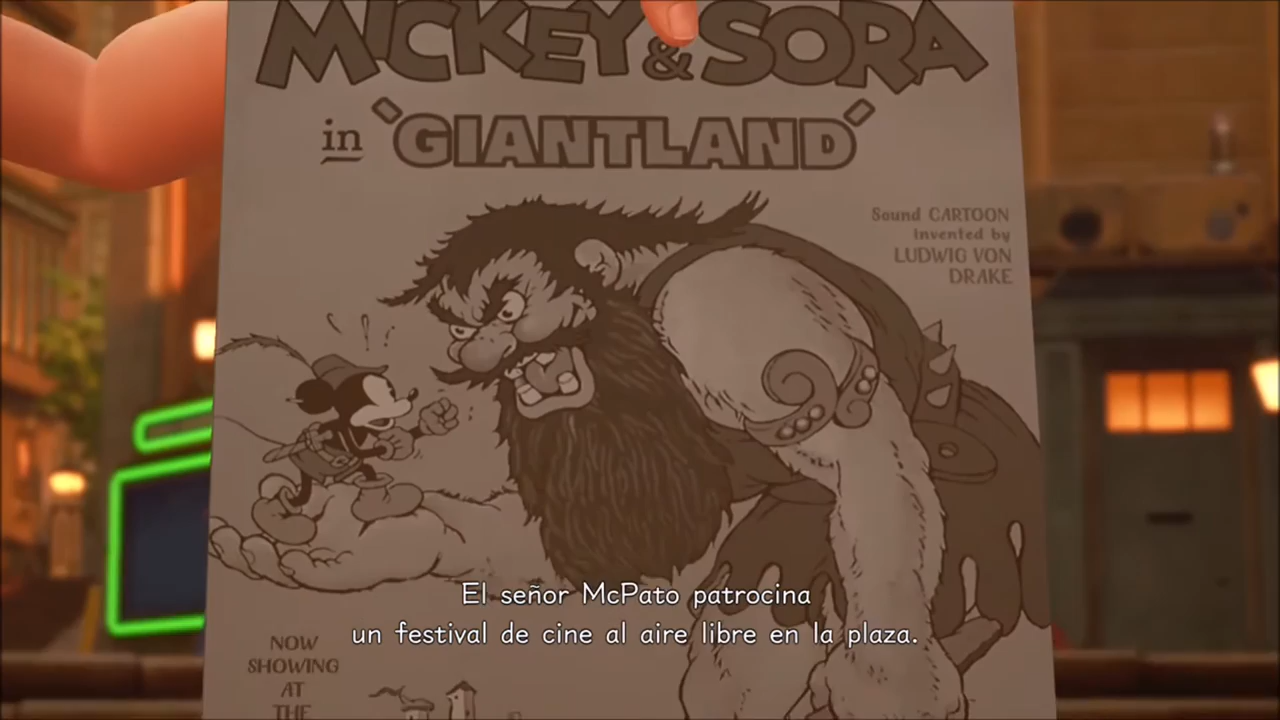 MICKEY & SORA
in 'GIANTLAND'
Sound CARTOON
invented by
LUDWIG VON
DRAKE
El señor McPato patrocina
un festival de cine al aire libre en la plaza.
NOW
SHOWING
AT
THE